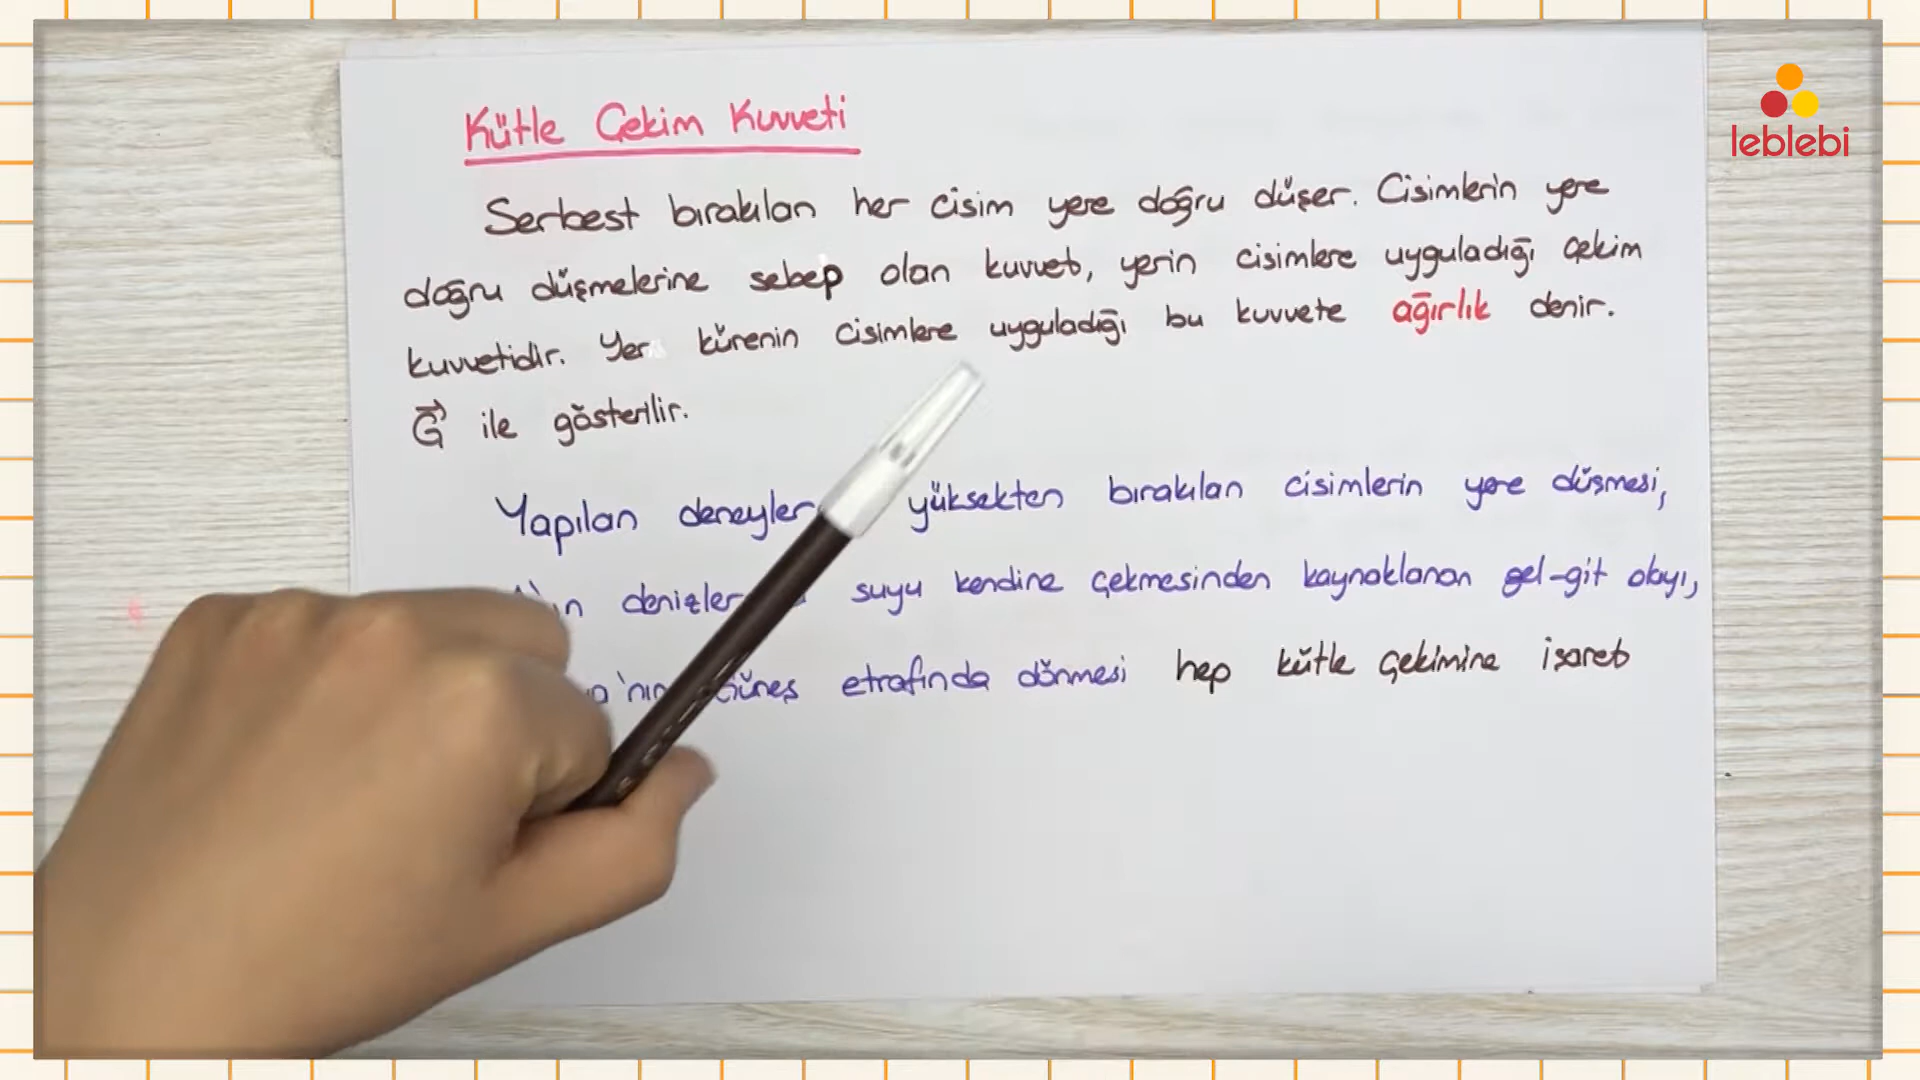 Kütle Çekim Kuvveti
leblebi
Serbest bırakılan her cisim yere doğru düşer. Cisimlerin yere
doğru düşmelerine sebep olan kuvvet, yerin cisimlere uyguladığı çekim
kuvvetidir. Yer kürenin cisimlere uyguladığı bu kuvvete ağırlık denir.
G⃗ ile gösterilir.
Yapılan deneyler yüksekten bırakılan cisimlerin yere düşmesi,
denizler suyu kendine çekmesinden kaynaklanan gel-git olayı,
Güneş etrafında dönmesi hep kütle çekimine işaret